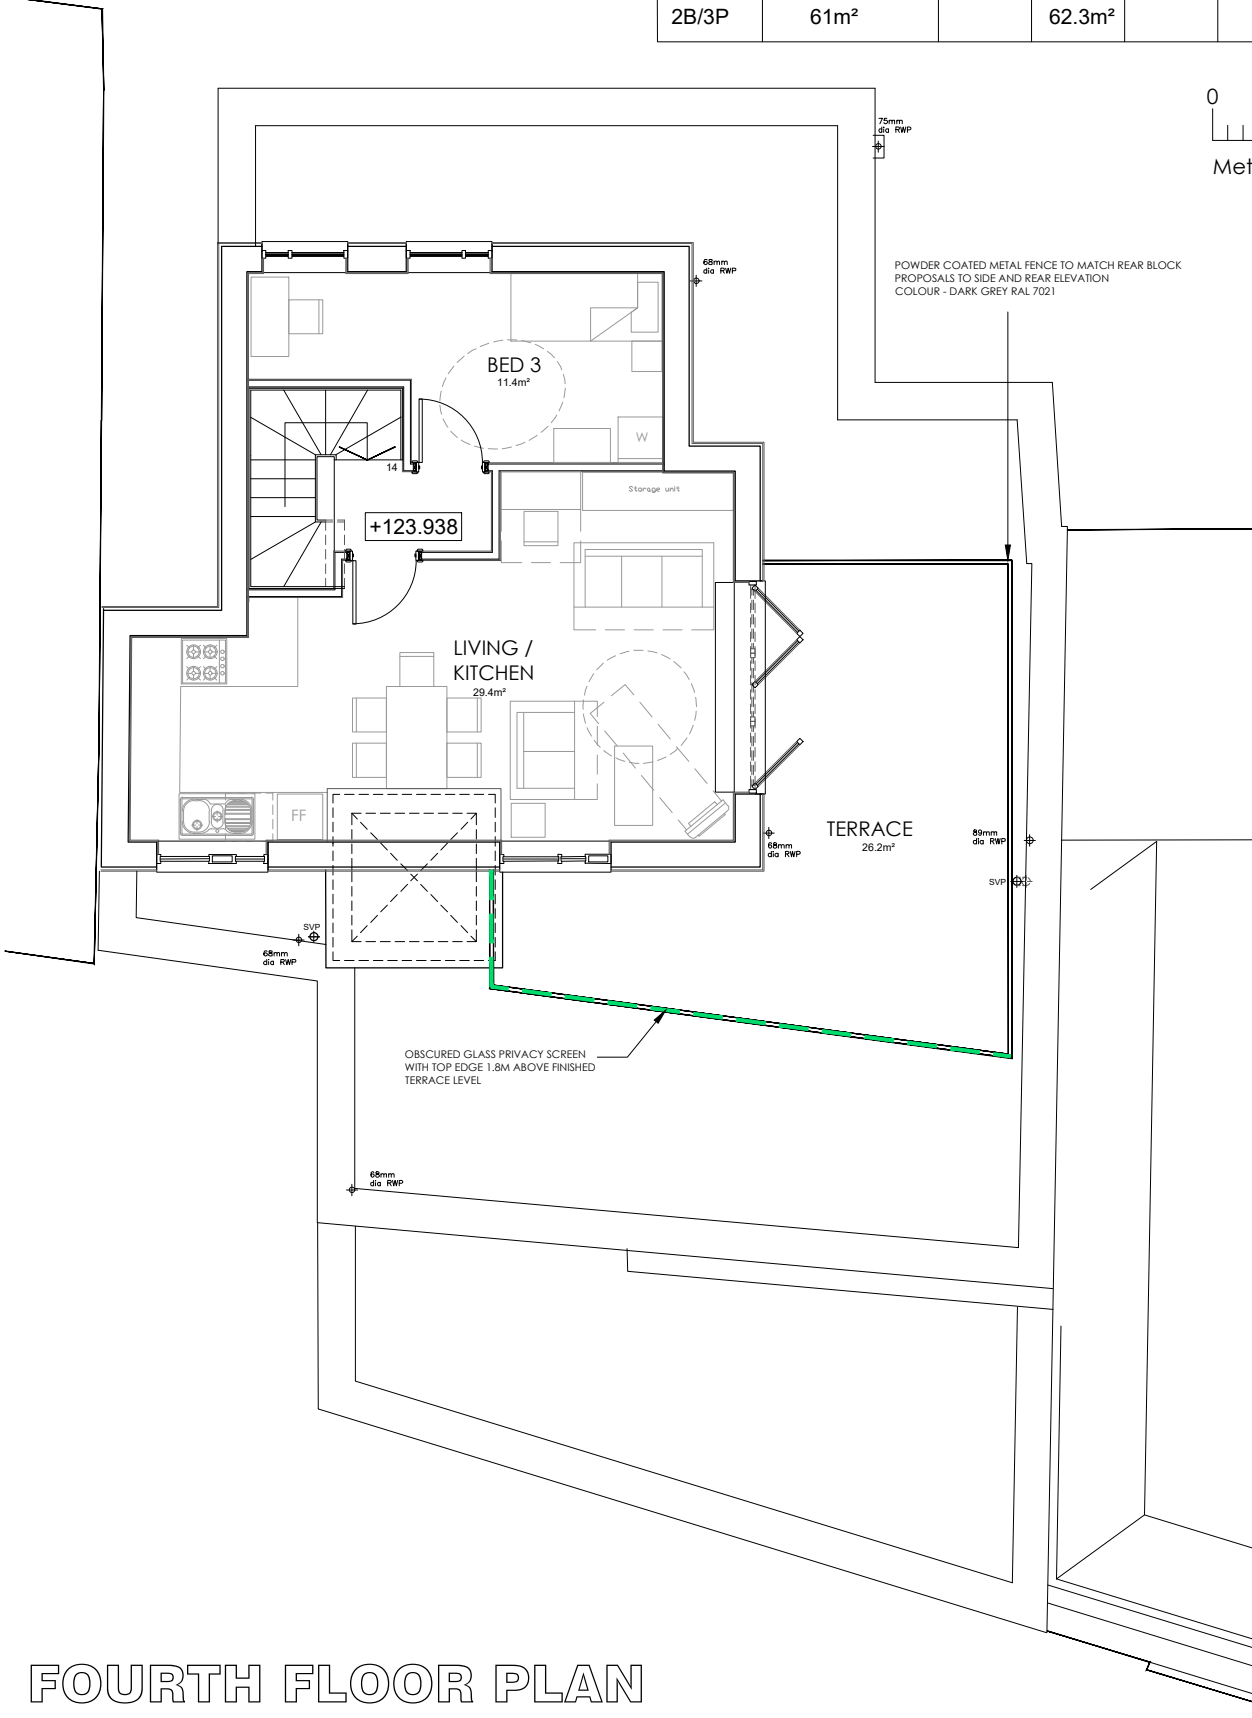 2B/3P 61m² 62.3m²
0
Met
75mm
dia RWP
68mm
dia RWP
POWDER COATED METAL FENCE TO MATCH REAR BLOCK
PROPOSALS TO SIDE AND REAR ELEVATION
COLOUR - DARK GREY RAL 7021
BED 3
11.4m²
W
14
Storage unit
+123.938
LIVING /
KITCHEN
29.4m²
FF
TERRACE
26.2m²
68mm
dia RWP
89mm
dia RWP
SVP
SVP
68mm
dia RWP
OBSCURED GLASS PRIVACY SCREEN
WITH TOP EDGE 1.8M ABOVE FINISHED
TERRACE LEVEL
68mm
dia RWP
FOURTH FLOOR PLAN